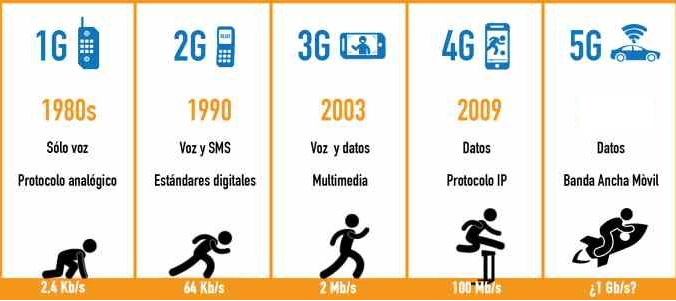 1G
1980s
Sólo voz
Protocolo analógico
2,4 Kb/s
2G
1990
Voz y SMS
Estándares digitales
64 Kb/s
3G
2003
Voz y datos
Multimedia
2 Mb/s
4G
2009
Datos
Protocolo IP
100 Mb/s
5G
Datos
Banda Ancha Mòvil
¿1 Gb/s?